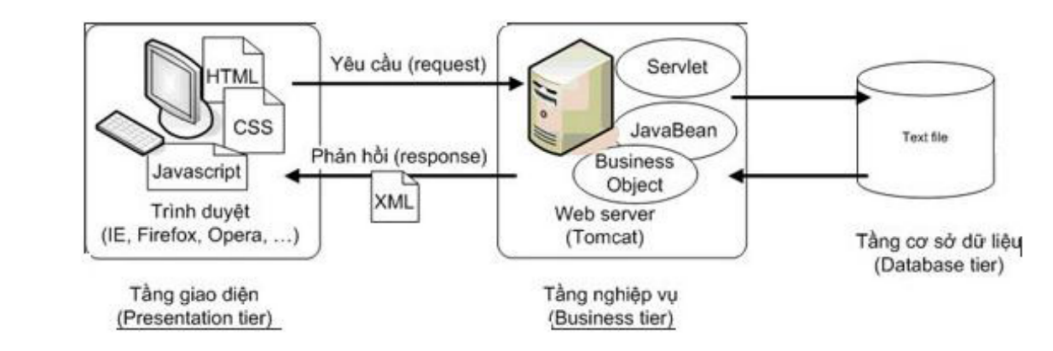 HTML
CSS
Javascript
Trình duyệt
(IE, Firefox, Opera, ...)
Tầng giao diện
(Presentation tier)
Yêu cầu (request)
Phản hồi (response)
XML
Servlet
JavaBean
Business
Object
Web server
(Tomcat)
Tầng nghiệp vụ
(Business tier)
Text file
Tầng cơ sở dữ liệu
(Database tier)